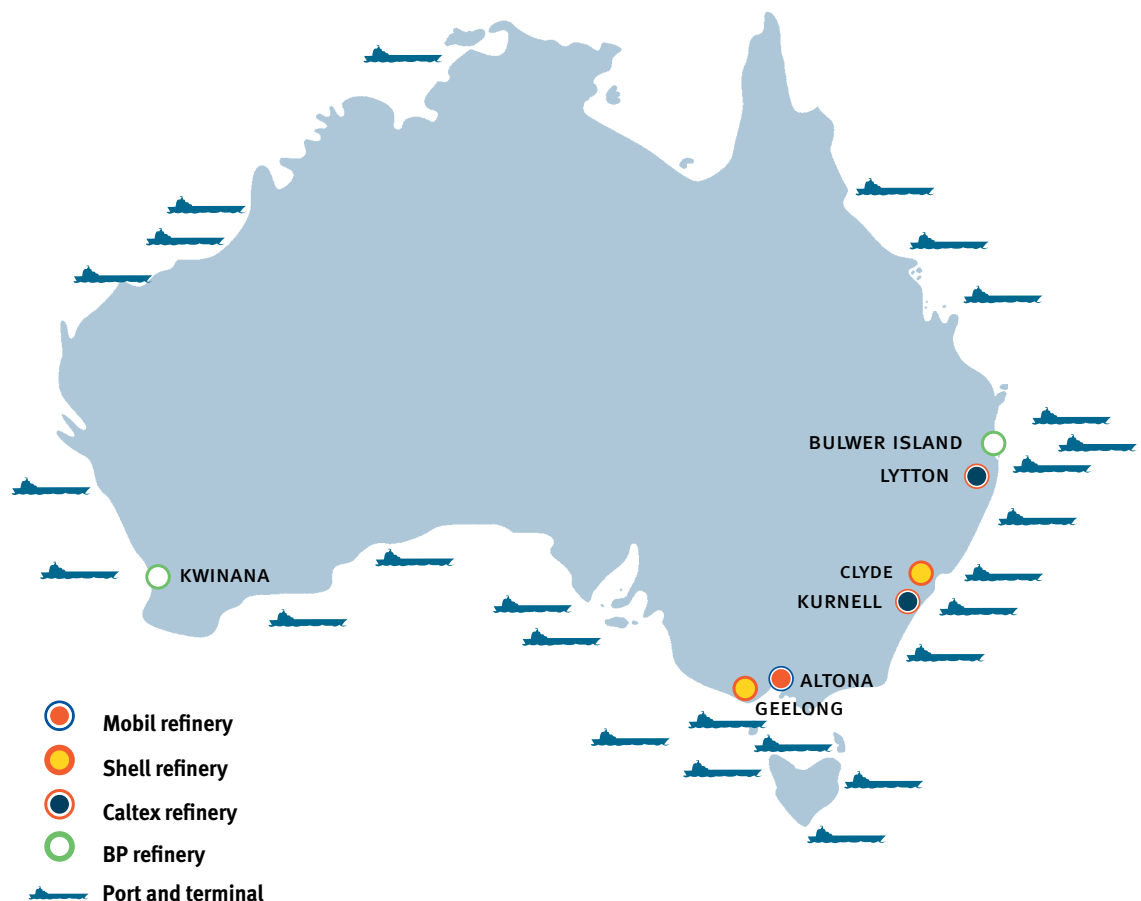 BULWER ISLAND
LYTTON
CLYDE
KWINANA
KURNELL
ALTONA
GEELONG
Mobil refinery
Shell refinery
Caltex refinery
BP refinery
Port and terminal